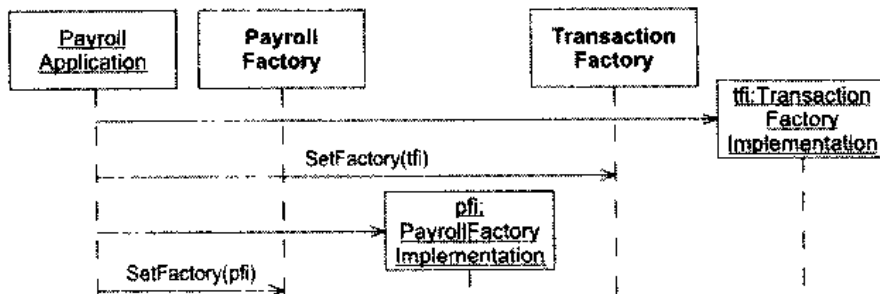 Payroll
Application
Payroll
Factory
Transaction
Factory
tfi:Transaction
Factory
Implementation
SetFactory(tfi)
pfi:
PayrollFactory
Implementation
SetFactory(pfi)